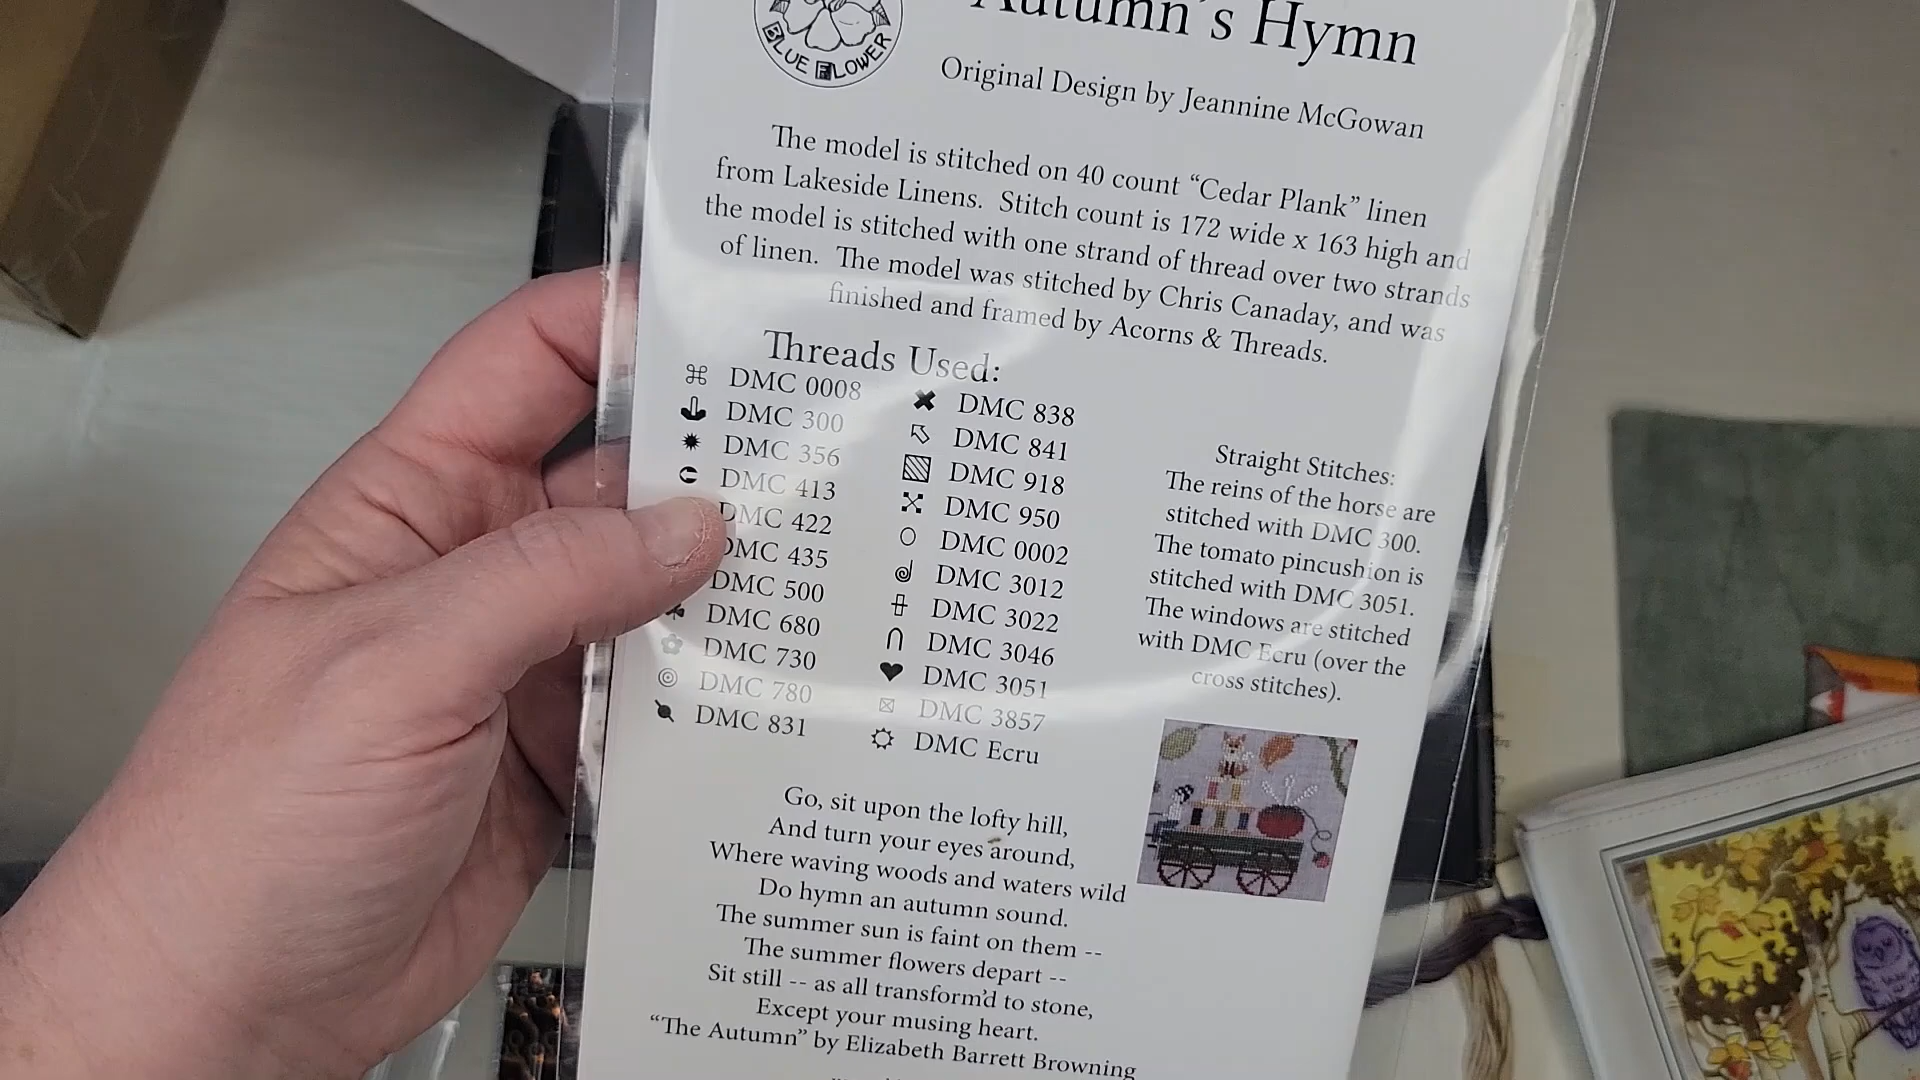 BLUE FLOWER
Autumn's Hymn
Original Design by Jeannine McGowan
The model is stitched on 40 count “Cedar Plank” linen
from Lakeside Linens. Stitch count is 172 wide x 163 high and
the model is stitched with one strand of thread over two strands
of linen. The model was stitched by Chris Canaday, and was
finished and framed by Acorns & Threads.
Threads Used:
DMC 0008
DMC 300
DMC 356
DMC 413
DMC 422
DMC 435
DMC 500
DMC 680
DMC 730
DMC 780
DMC 831
DMC 838
DMC 841
DMC 918
DMC 950
DMC 0002
DMC 3012
DMC 3022
DMC 3046
DMC 3051
DMC 3857
DMC Ecru
Straight Stitches:
The reins of the horse are
stitched with DMC 300.
The tomato pincushion is
stitched with DMC 3051.
The windows are stitched
with DMC Ecru (over the
cross stitches).
Go, sit upon the lofty hill,
And turn your eyes around,
Where waving woods and waters wild
Do hymn an autumn sound.
The summer sun is faint on them --
The summer flowers depart --
Sit still -- as all transform'd to stone,
Except your musing heart.
“The Autumn” by Elizabeth Barrett Browning